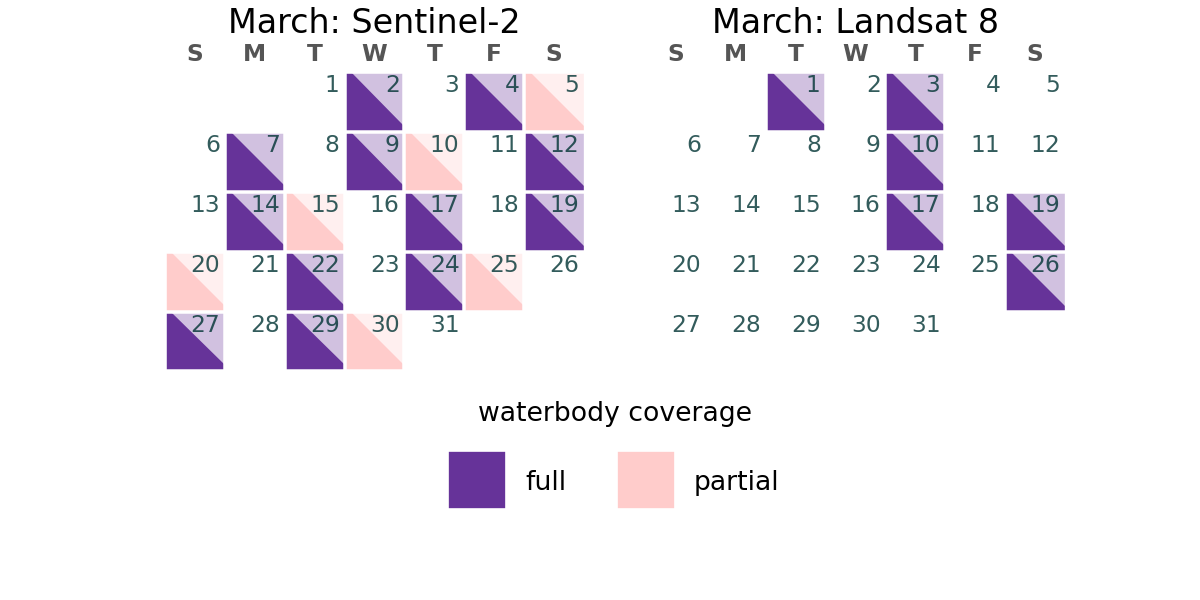 March: Sentinel-2
S M T W T F S
1 2 3 4 5
6 7 8 9 10 11 12
13 14 15 16 17 18 19
20 21 22 23 24 25 26
27 28 29 30 31
March: Landsat 8
S M T W T F S
1 2 3 4 5
6 7 8 9 10 11 12
13 14 15 16 17 18 19
20 21 22 23 24 25 26
27 28 29 30 31
waterbody coverage
full
partial